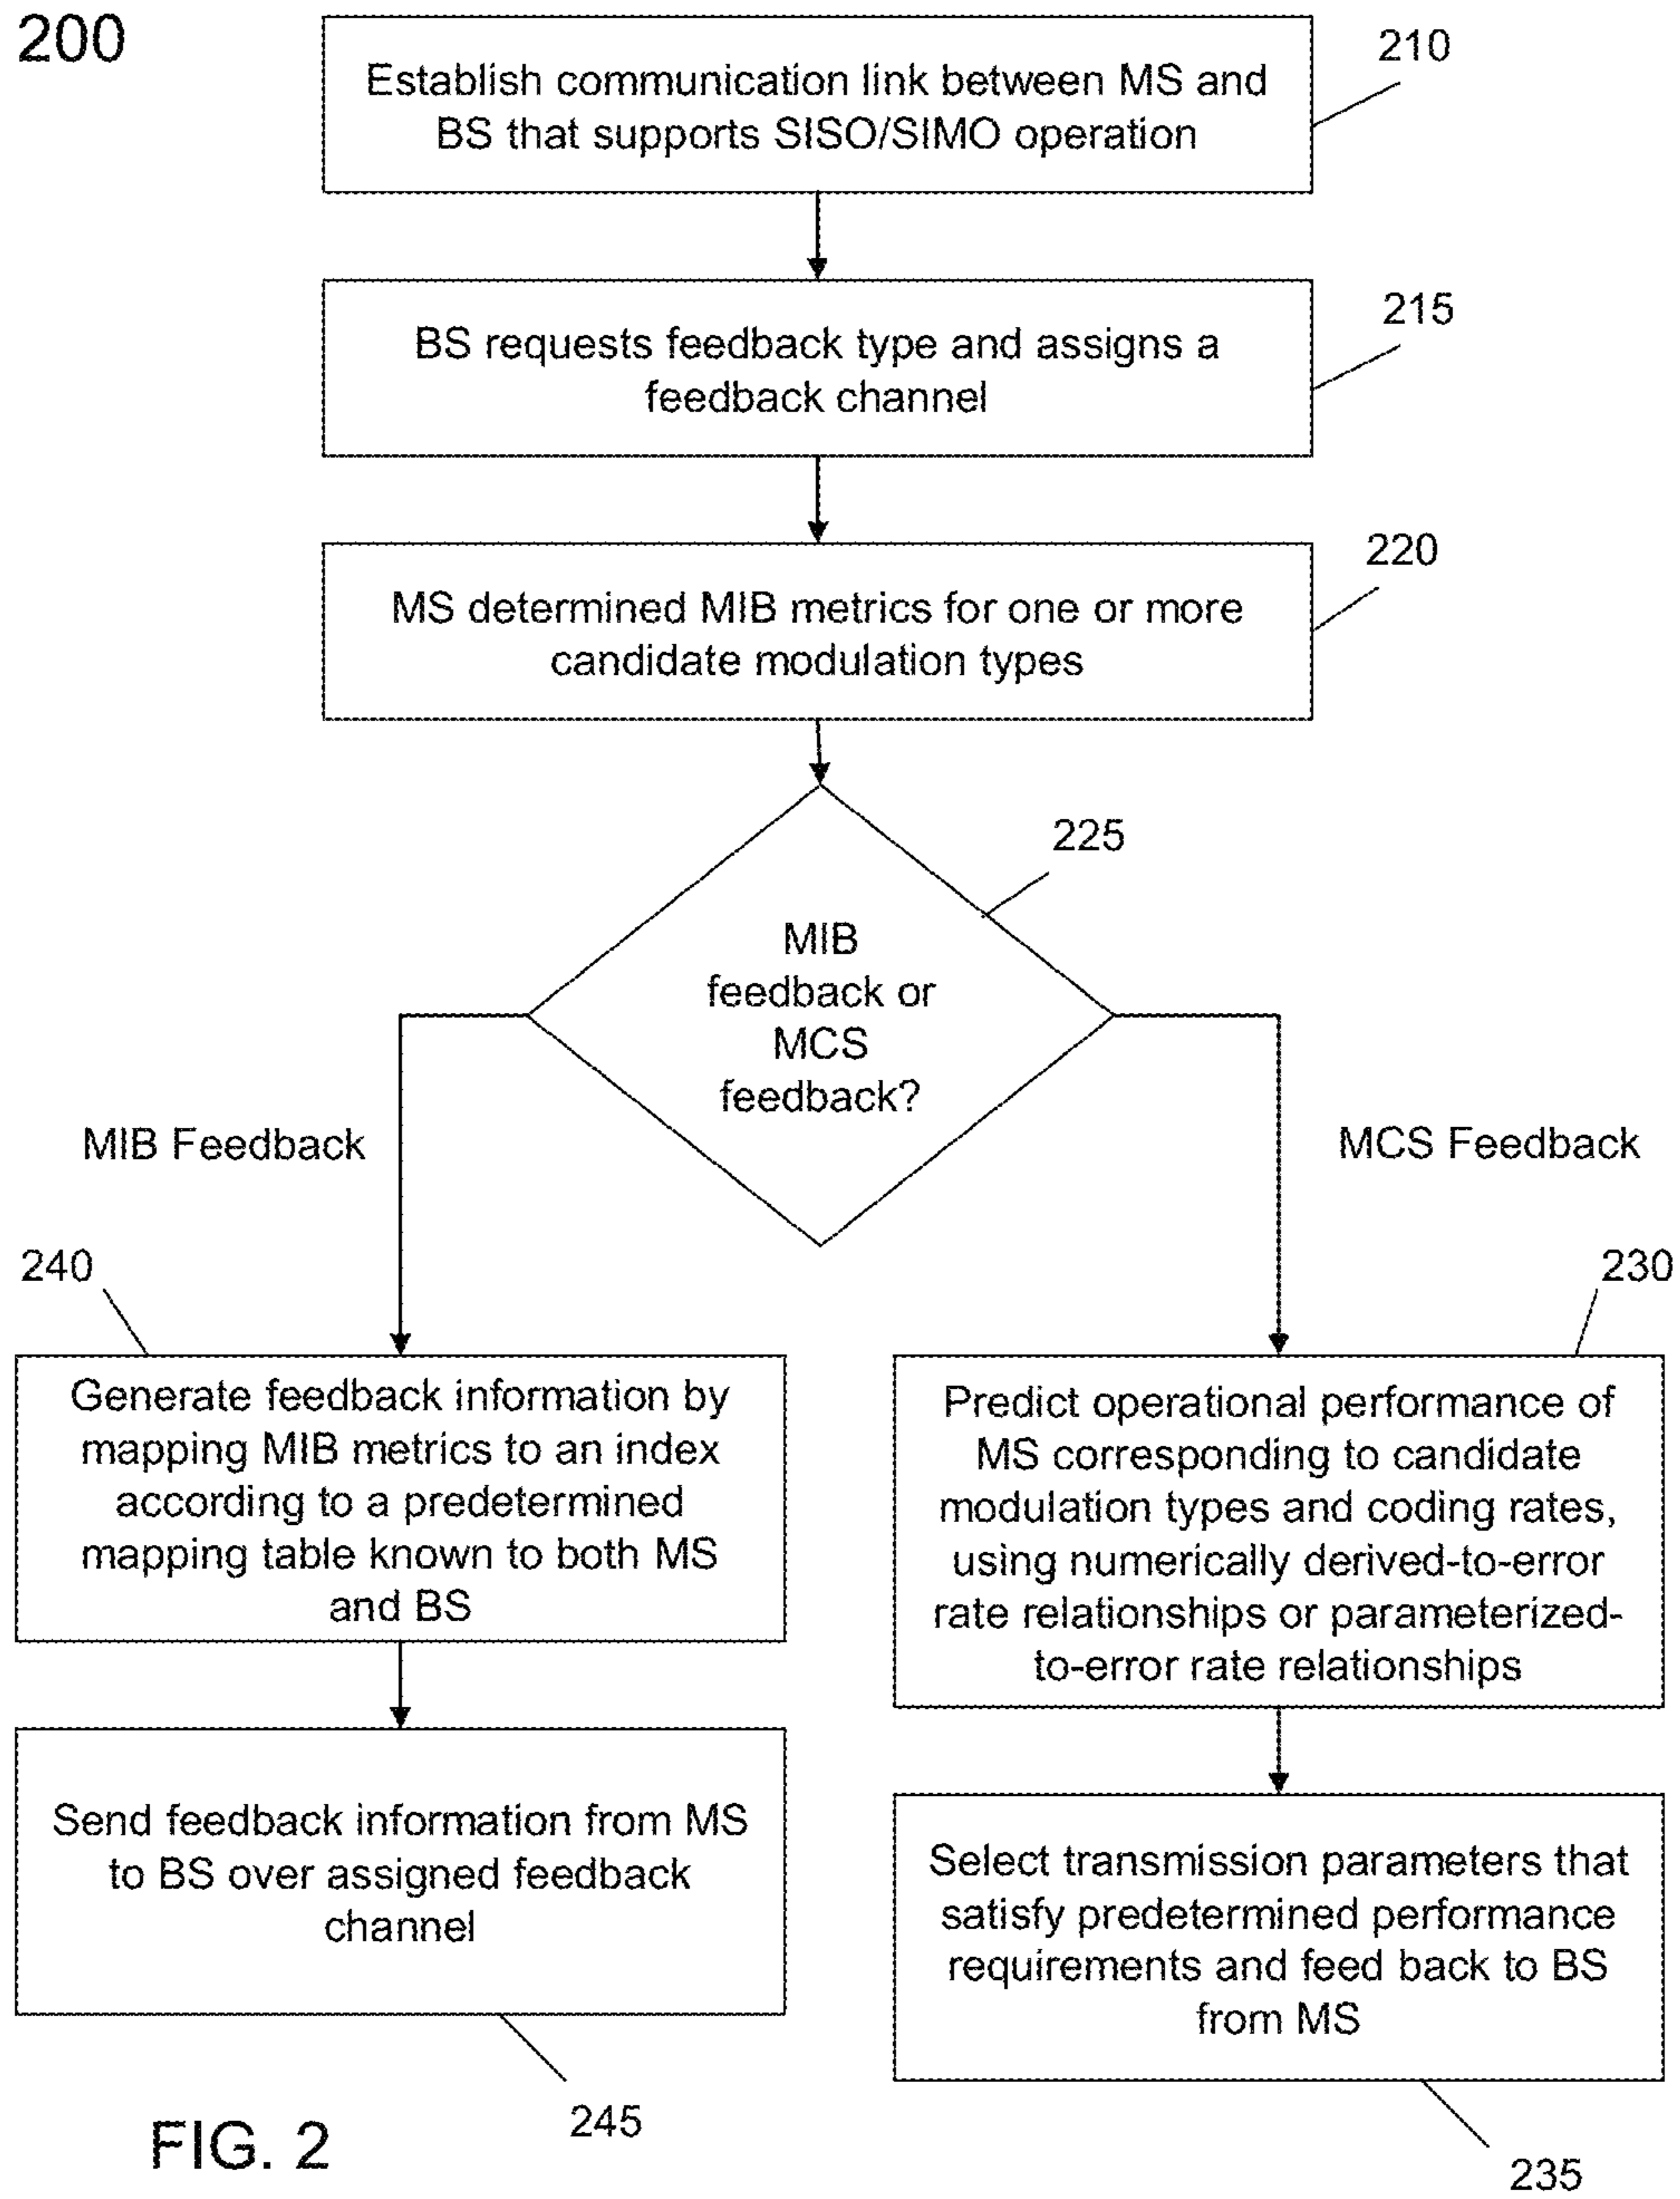 200
Establish communication link between MS and
BS that supports SISO/SIMO operation
210
BS requests feedback type and assigns a
feedback channel
215
MS determined MIB metrics for one or more
candidate modulation types
220
MIB
feedback or
MCS
feedback?
225
MIB Feedback
MCS Feedback
240
Generate feedback information by
mapping MIB metrics to an index
according to a predetermined
mapping table known to both MS
and BS
230
Predict operational performance of
MS corresponding to candidate
modulation types and coding rates,
using numerically derived-to-error
rate relationships or parameterized-
to-error rate relationships
Send feedback information from MS
to BS over assigned feedback
channel
245
Select transmission parameters that
satisfy predetermined performance
requirements and feed back to BS
from MS
235
FIG. 2